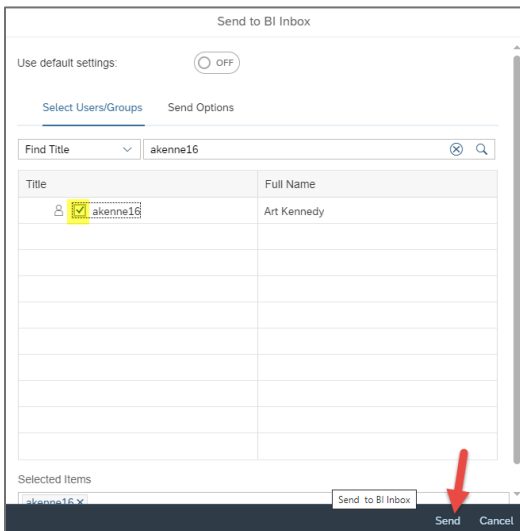 Send to BI Inbox
Use default settings:
OFF
Select Users/Groups Send Options
Find Title akenne16
Title Full Name
akenne16 Art Kennedy
Selected Items
akenne16 ×
Send to BI Inbox
Send Cancel